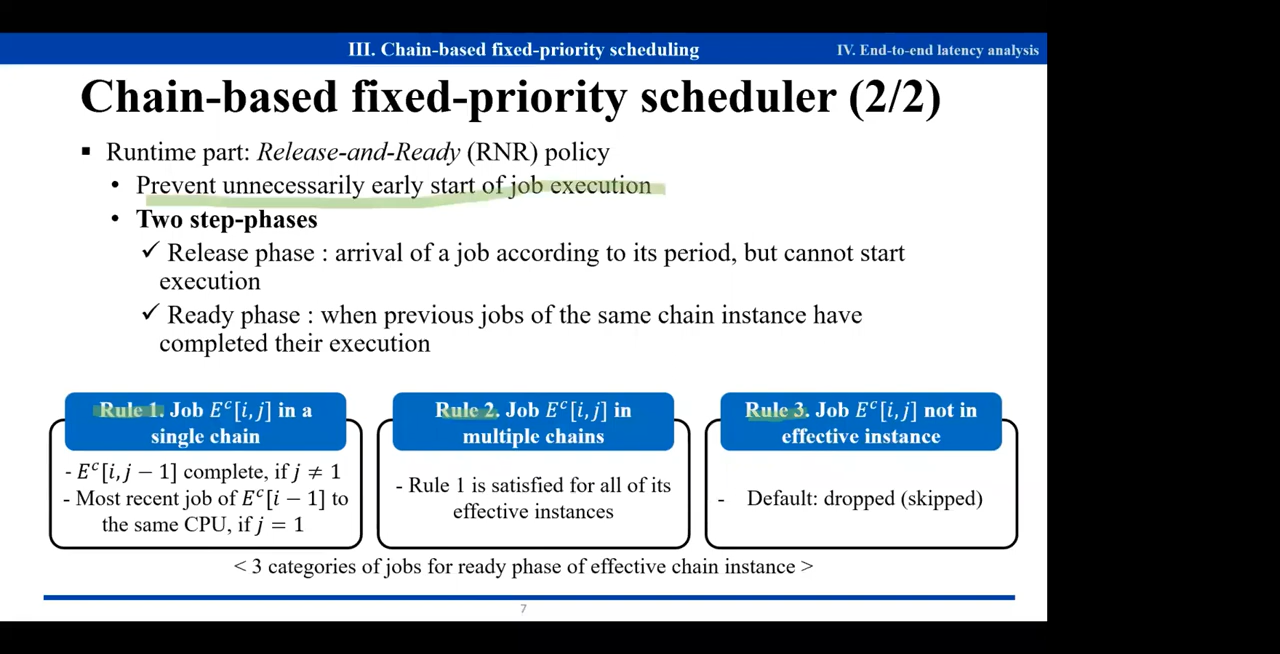 III. Chain-based fixed-priority scheduling
IV. End-to-end latency analysis
Chain-based fixed-priority scheduler (2/2)
▪ Runtime part: Release-and-Ready (RNR) policy
• Prevent unnecessarily early start of job execution
• Two step-phases
✓ Release phase : arrival of a job according to its period, but cannot start
execution
✓ Ready phase : when previous jobs of the same chain instance have
completed their execution
Rule 1. Job E^c[i,j] in a
single chain
- E^c[i,j − 1] complete, if j ≠ 1
- Most recent job of E^c[i − 1] to
the same CPU, if j = 1
Rule 2. Job E^c[i,j] in
multiple chains
- Rule 1 is satisfied for all of its
effective instances
Rule 3. Job E^c[i,j] not in
effective instance
- Default: dropped (skipped)
< 3 categories of jobs for ready phase of effective chain instance >
7